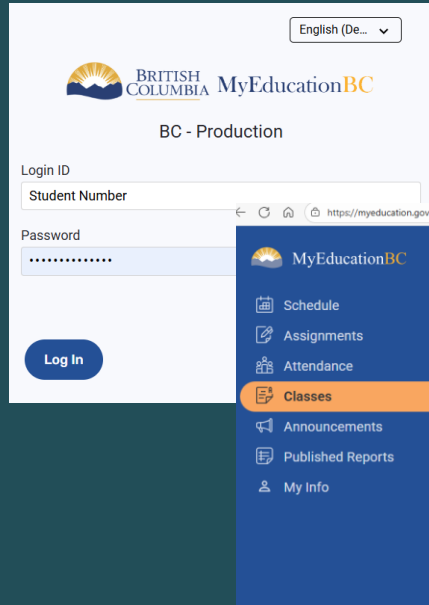 English (De...
BRITISH
COLUMBIA MyEducationBC
BC - Production
Login ID
Student Number
Password
••••••••••••••
Log In
https://myeducation.gov
MyEducationBC
Schedule
Assignments
Attendance
Classes
Announcements
Published Reports
My Info